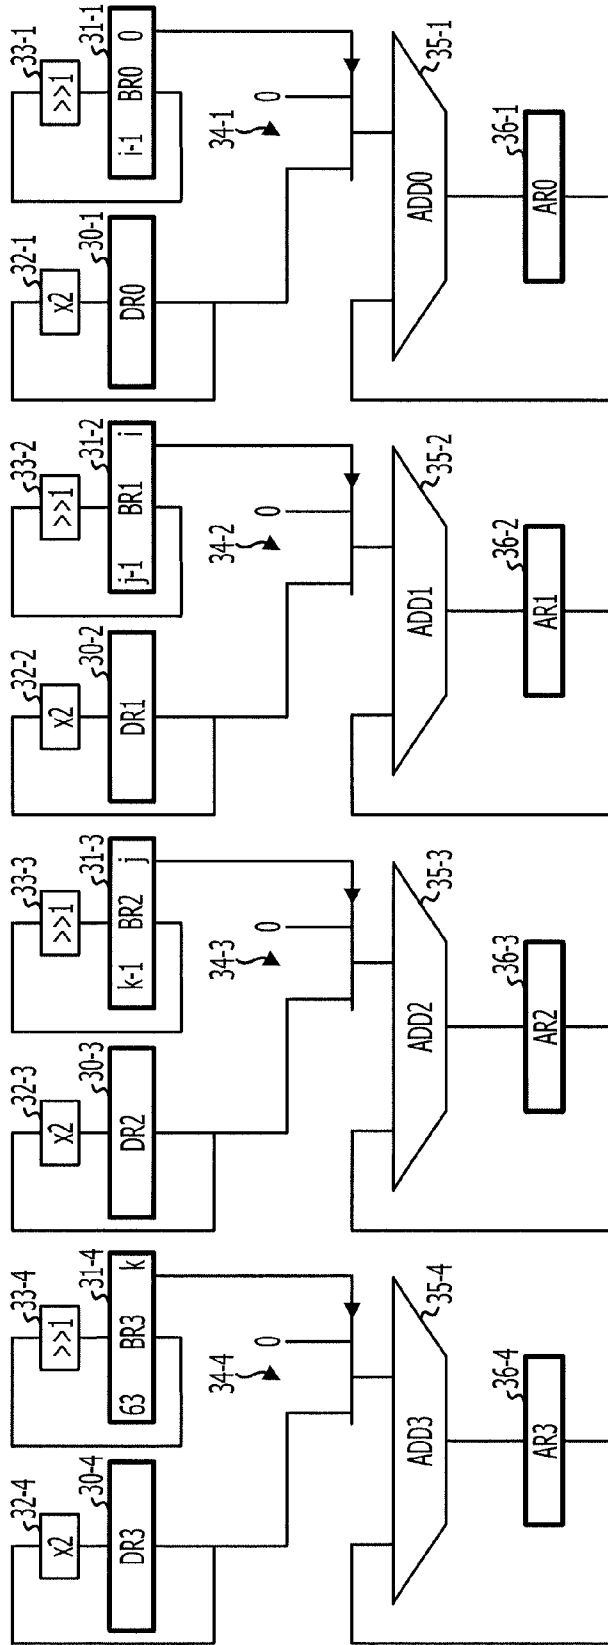 32-4 33-4 32-3 33-3 32-2 33-2 32-1 33-1
x2 >>1 x2 >>1 x2 >>1 x2 >>1
30-4 31-4 30-3 31-3 30-2 31-2 30-1 31-1
DR3 63 BR3 k DR2 k-1 BR2 j DR1 j-1 BR1 i DR0 i-1 BR0 0
34-4 0 34-3 0 34-2 0 34-1 0
ADD3 35-4 ADD2 35-3 ADD1 35-2 ADD0 35-1
36-4 36-3 36-2 36-1
AR3 AR2 AR1 AR0